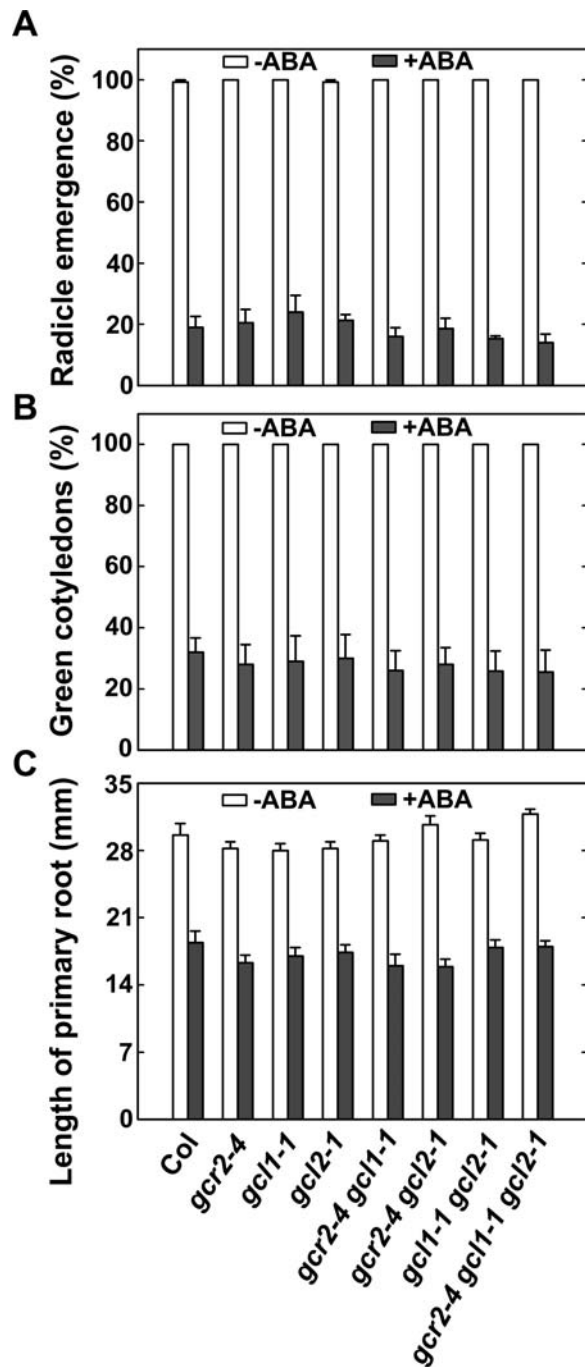 A
-ABA +ABA
Radicle emergence (%)
100
80
60
40
20
0
B
-ABA +ABA
Green cotyledons (%)
100
80
60
40
20
0
C
-ABA +ABA
Length of primary root (mm)
35
28
21
14
7
0
Col
gcr2-4
gcl1-1
gcl2-1
gcr2-4 gcl1-1
gcr2-4 gcl2-1
gcl1-1 gcl2-1
gcr2-4 gcl1-1 gcl2-1